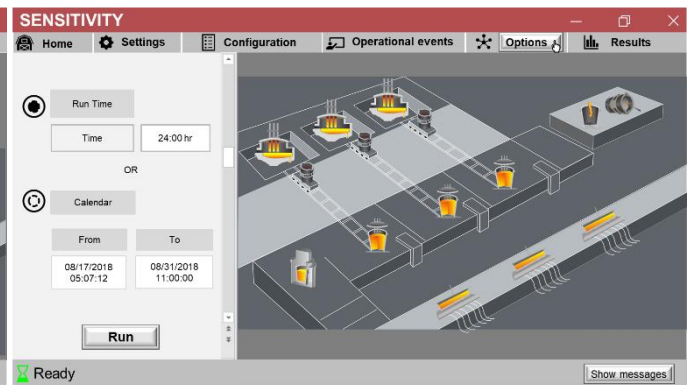 SENSITIVITY
Home Settings Configuration Operational events Options Results
Run Time
Time 24:00 hr
OR
Calendar
From To
08/17/2018 08/31/2018
05:07:12 11:00:00
Run
Ready Show messages